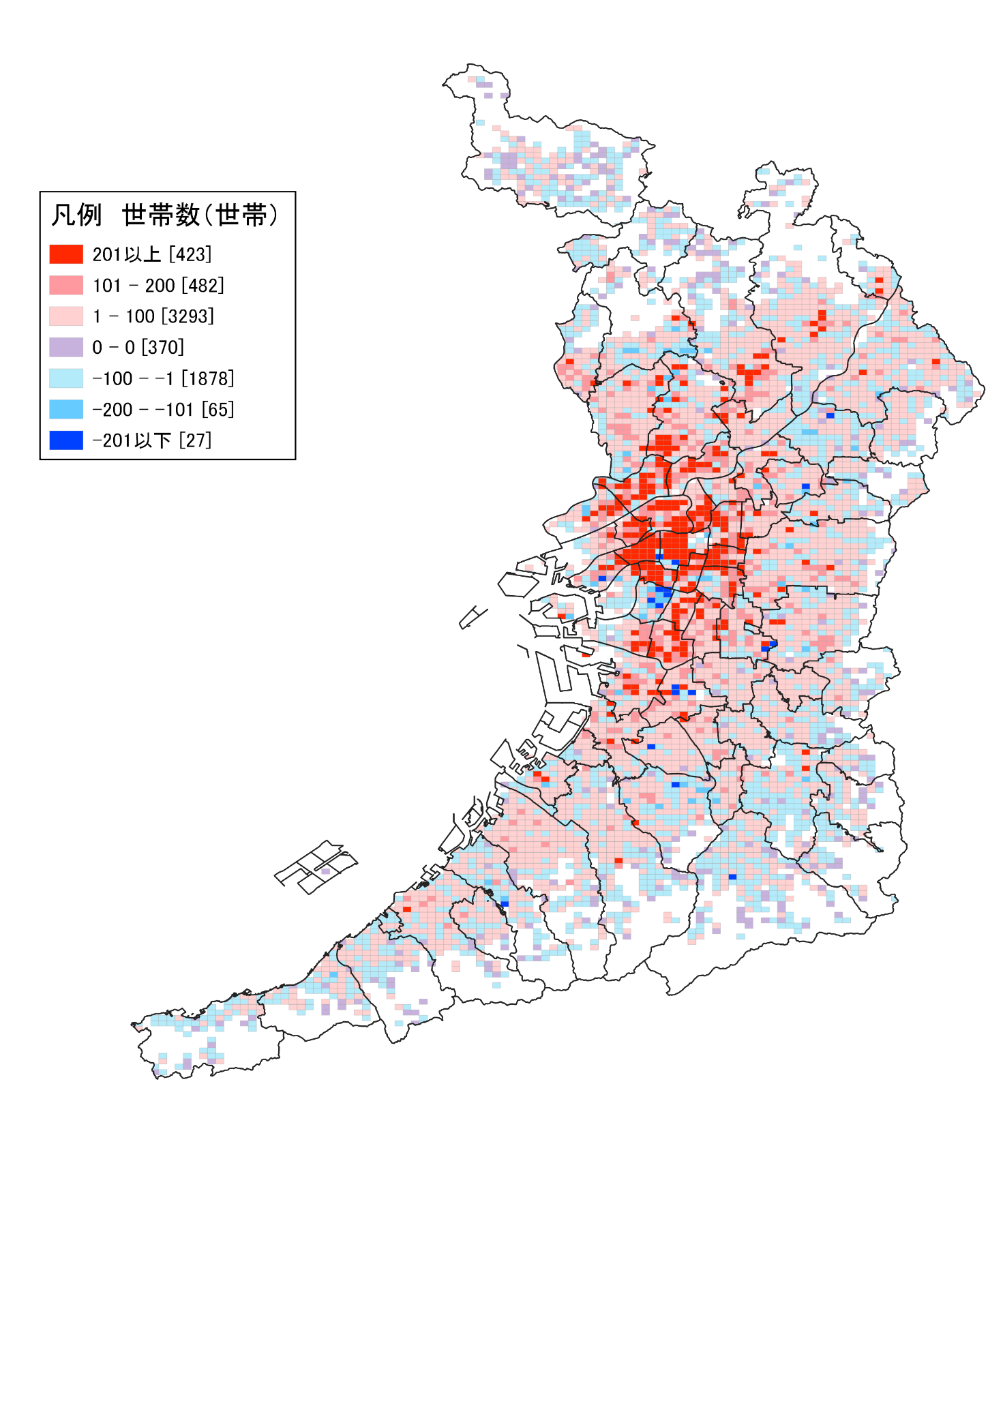 凡例　世帯数(世帯)
201以上 [423]
101 - 200 [482]
1 - 100 [3293]
0 - 0 [370]
-100 - -1 [1878]
-200 - -101 [65]
-201以下 [27]